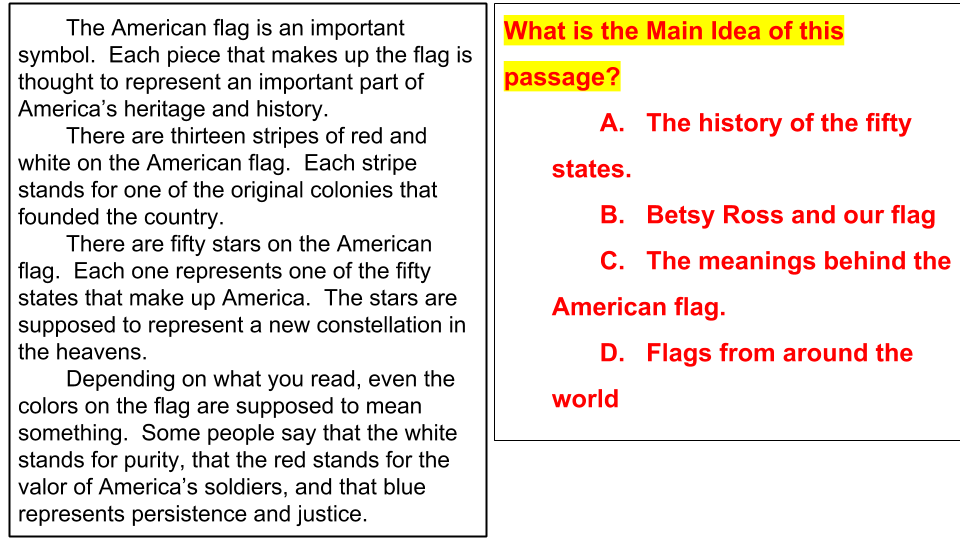 The American flag is an important
symbol. Each piece that makes up the flag is
thought to represent an important part of
America's heritage and history.
There are thirteen stripes of red and
white on the American flag. Each stripe
stands for one of the original colonies that
founded the country.
There are fifty stars on the American
flag. Each one represents one of the fifty
states that make up America. The stars are
supposed to represent a new constellation in
the heavens.
Depending on what you read, even the
colors on the flag are supposed to mean
something. Some people say that the white
stands for purity, that the red stands for the
valor of America's soldiers, and that blue
represents persistence and justice.
What is the Main Idea of this
passage?
A. The history of the fifty
states.
B. Betsy Ross and our flag
C. The meanings behind the
American flag.
D. Flags from around the
world